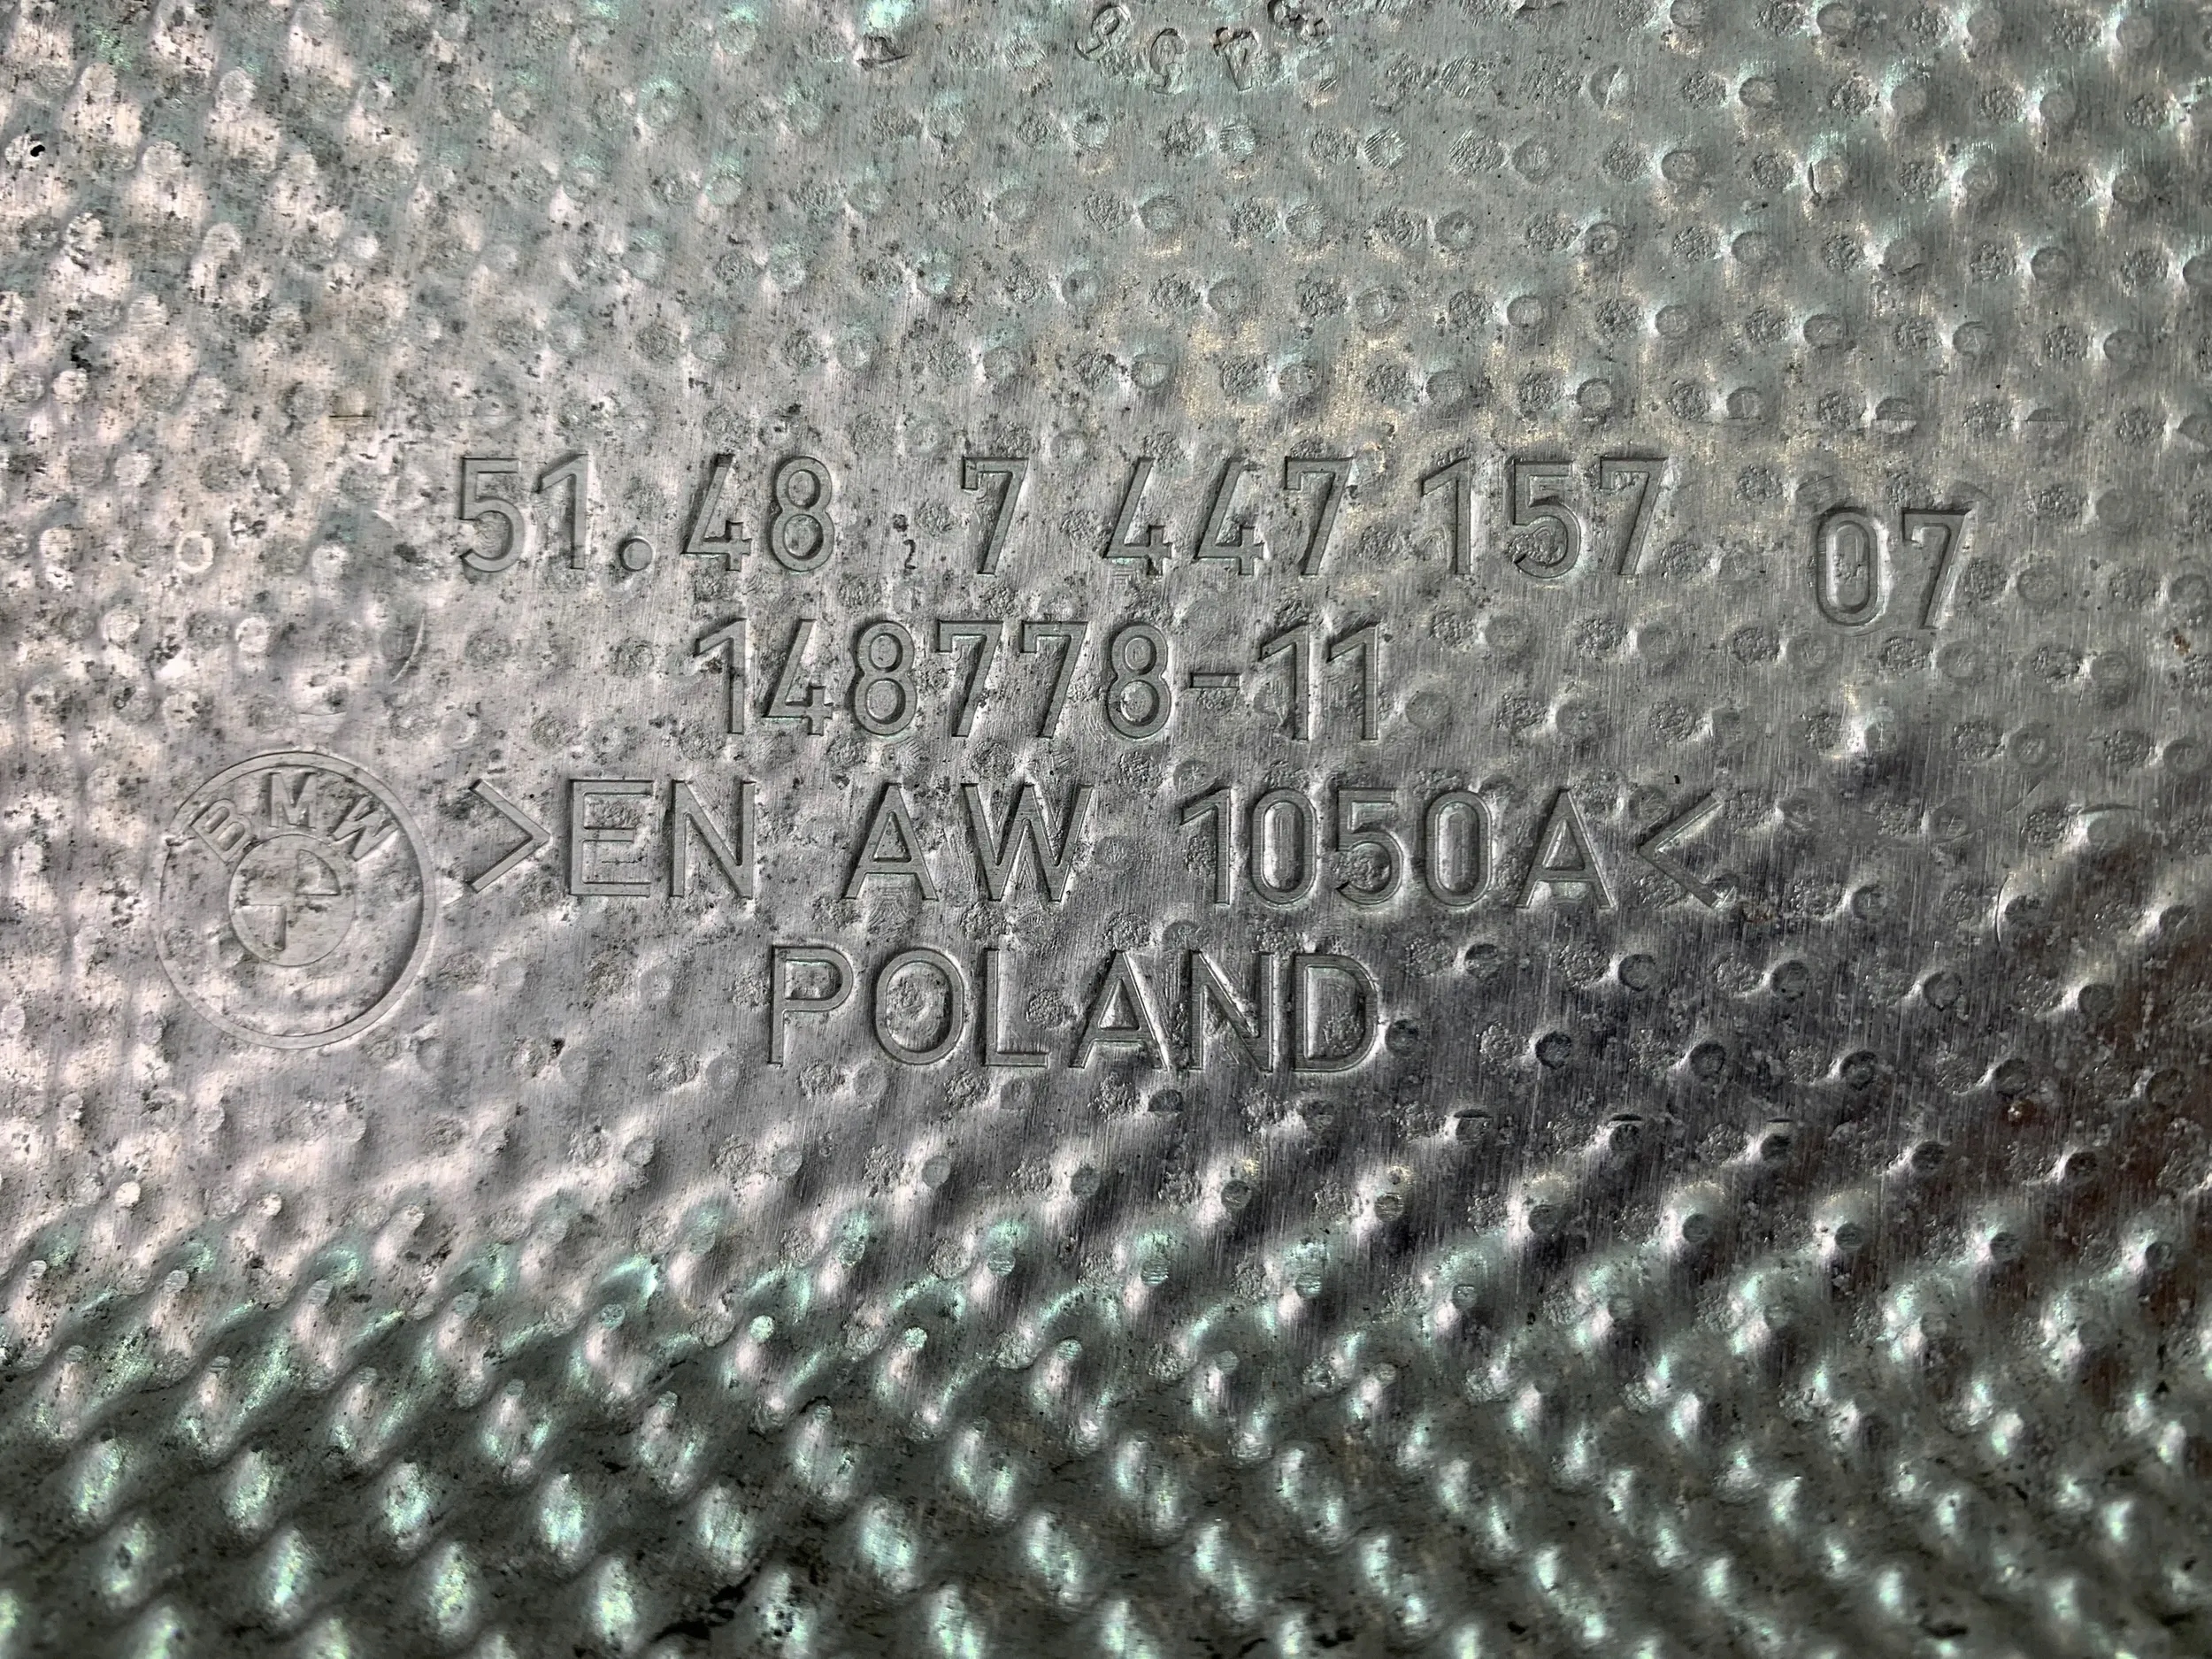 51.48 7 447 157 07
148778-11
BMW
>EN AW 1050A<
POLAND